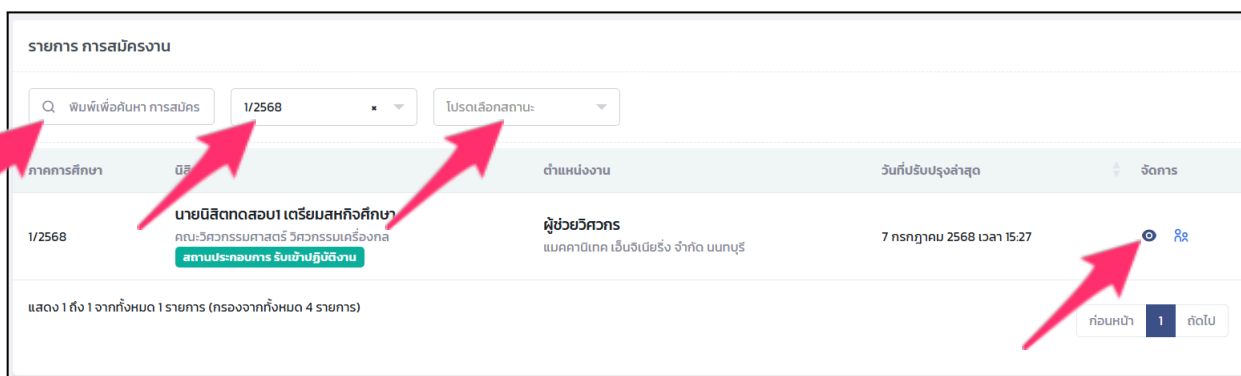 รายการ การสมัครงาน
พิมพ์เพื่อค้นหา การสมัคร 1/2568 × โปรดเลือกสถานะ
ภาคการศึกษา ตำแหน่งงาน วันที่ปรับปรุงล่าสุด จัดการ
นายนิสิตทดสอบ1 เตรียมสหกิจศึกษา ผู้ช่วยวิศวกร
1/2568 คณะวิศวกรรมศาสตร์ วิศวกรรมเครื่องกล แมคคานิเทค เอ็นจิเนียริ่ง จำกัด นนทบุรี 7 กรกฎาคม 2568 เวลา 15:27
สถานประกอบการ รับเข้าปฏิบัติงาน
แสดง 1 ถึง 1 จากทั้งหมด 1 รายการ (กรองจากทั้งหมด 4 รายการ)
ก่อนหน้า 1 ถัดไป